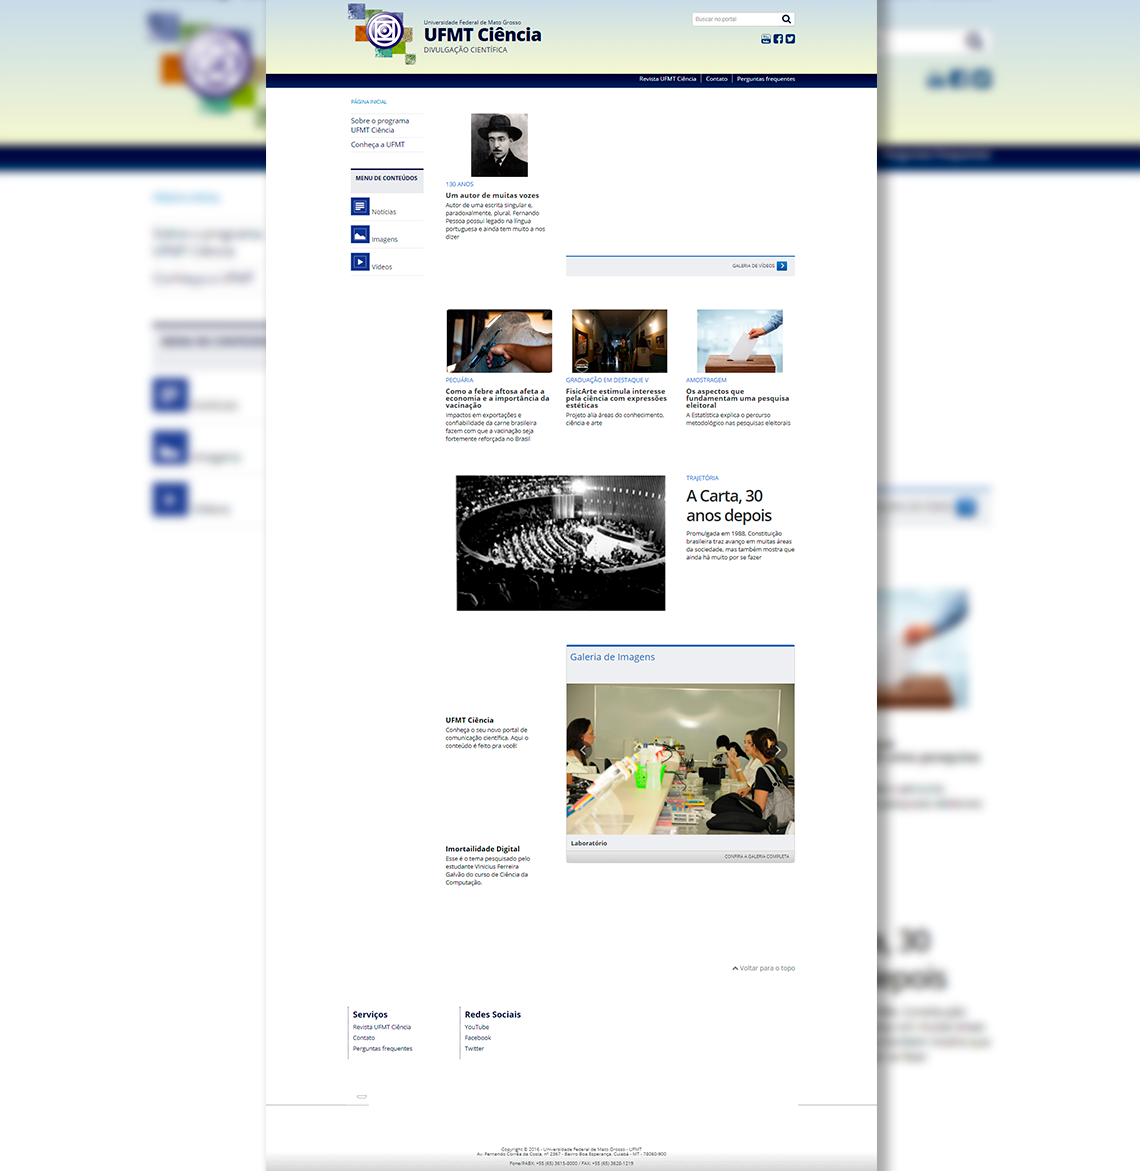 Universidade Federal de Mato Grosso
UFMT Ciência
DIVULGAÇÃO CIENTÍFICA
Buscar no portal
Revista UFMT Ciência
Contato
Perguntas frequentes
PÁGINA INICIAL
Sobre o programa
UFMT Ciência
Conheça a UFMT
MENU DE CONTEÚDOS
Notícias
Imagens
Vídeos
130 ANOS
Um autor de muitas vozes
Autor de uma escrita singular e,
paradoxalmente, plural, Fernando
Pessoa possui legado na língua
portuguesa e ainda tem muito a nos
dizer
GALERIA DE VÍDEOS
PECUÁRIA
Como a febre aftosa afeta a
economia e a importância da
vacinação
Impactos em exportações e
confiabilidade da carne brasileira
fazem com que a vacinação seja
fortemente reforçada no Brasil
GRADUAÇÃO EM DESTAQUE V
FisicArte estimula interesse
pela ciência com expressões
estéticas
Projeto alia áreas do conhecimento,
ciência e arte
AMOSTRAGEM
Os aspectos que
fundamentam uma pesquisa
eleitoral
A Estatística explica o percurso
metodológico nas pesquisas eleitorais
TRAJETÓRIA
A Carta, 30
anos depois
Promulgada em 1988, Constituição
brasileira traz avanço em muitas áreas
da sociedade, mas também mostra que
ainda há muito por se fazer
UFMT Ciência
Conheça o seu novo portal de
comunicação científica. Aqui o
conteúdo é feito pra você!
Imortailidade Digital
Esse é o tema pesquisado pelo
estudante Vinicius Ferreira
Galvão do curso de Ciência da
Computação.
Galeria de Imagens
Laboratório
CONFIRA A GALERIA COMPLETA
Voltar para o topo
Serviços
Revista UFMT Ciência
Contato
Perguntas frequentes
Redes Sociais
YouTube
Facebook
Twitter
Copyright © 2016 - Universidade Federal de Mato Grosso - UFMT
Av. Fernando Corrêa da Costa, nº 2367 - Bairro Boa Esperança. Cuiabá - MT - 78060-900
Fone/PABX: +55 (65) 3615-8000 / FAX: +55 (65) 3628-1219